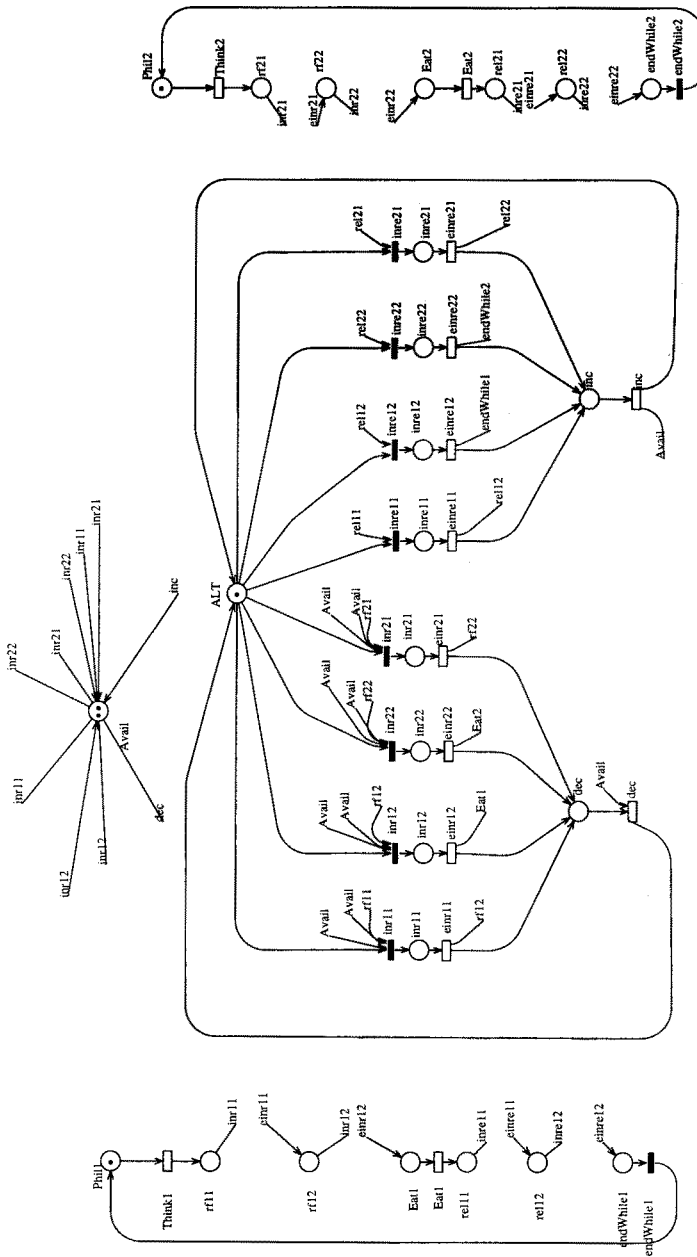 Phil2
Think2
rf21
inr21
einr21
rf22
inr22
einr22
Eat2
Eat2
rel21
inre21
einre21
rel22
inre22
einre22
endWhile2
endWhile2
inr22
inr21
inr22
inr11
inr21
inr11
Avail
inc
inr12
inr12
dec
ALT
rel21
inre21
inre21
einre21
rel22
rel22
inre22
inre22
einre22
endWhile2
rel12
inre12
inre12
einre12
endWhile1
rel11
inre11
inre11
einre11
rel12
inc
inc
Avail
Avail
Avail
rf21
inr21
inr21
einr21
rf22
Avail
Avail
rf22
inr22
inr22
einr22
Eat2
Avail
Avail
rf12
inr12
inr12
einr12
Eat1
Avail
Avail
rf11
inr11
inr11
einr11
rf12
dec
Avail
dec
Phil1
Think1
rf11
inr11
einr11
rf12
inr12
einr12
Eat1
Eat1
rel11
inre11
einre11
rel12
inre12
einre12
endWhile1
endWhile1